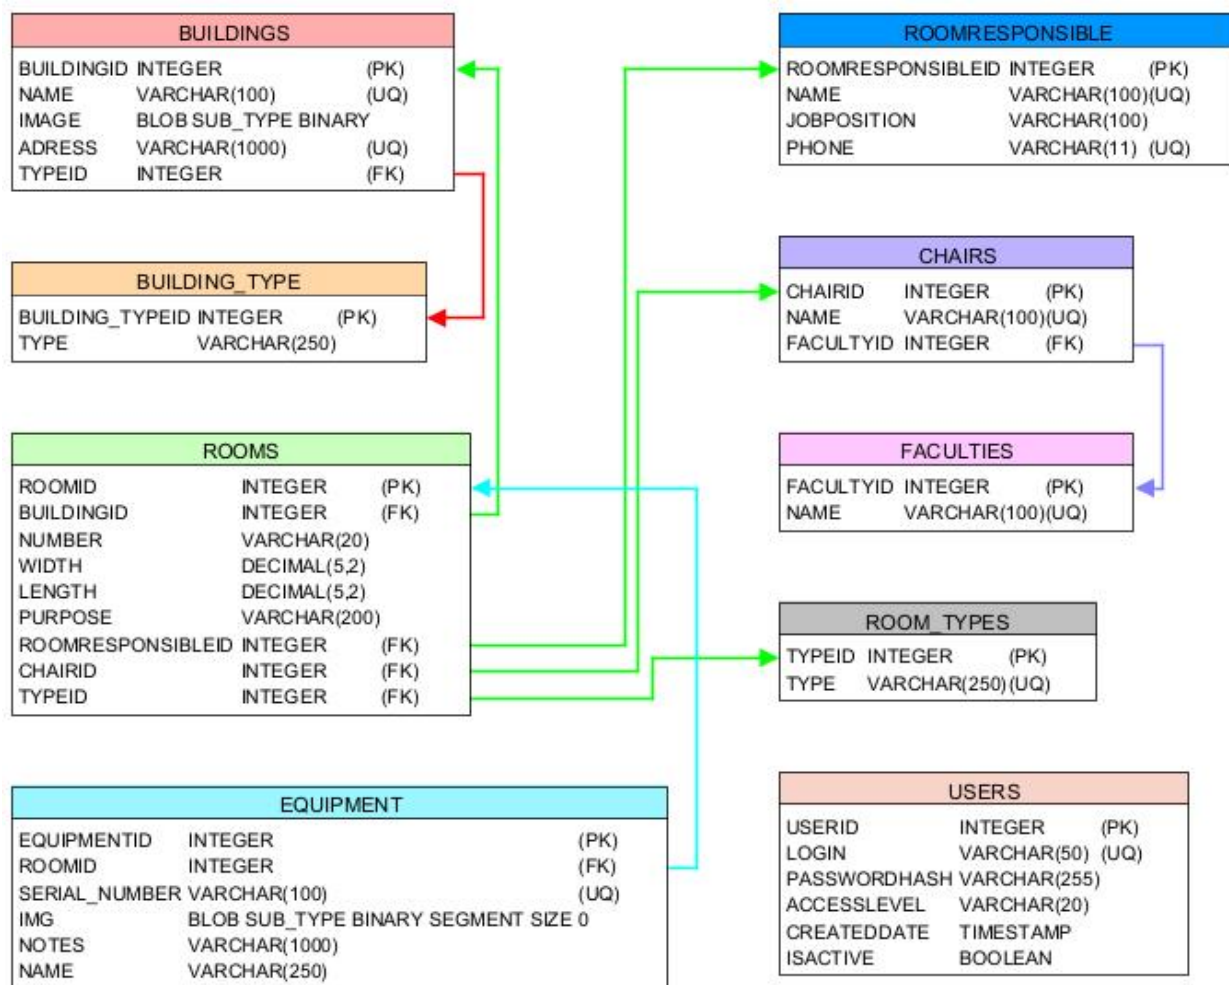 BUILDINGS
BUILDINGID INTEGER (PK)
NAME VARCHAR(100) (UQ)
IMAGE BLOB SUB_TYPE BINARY
ADRESS VARCHAR(1000) (UQ)
TYPEID INTEGER (FK)
BUILDING_TYPE
BUILDING_TYPEID INTEGER (PK)
TYPE VARCHAR(250)
ROOMS
ROOMID INTEGER (PK)
BUILDINGID INTEGER (FK)
NUMBER VARCHAR(20)
WIDTH DECIMAL(5,2)
LENGTH DECIMAL(5,2)
PURPOSE VARCHAR(200)
ROOMRESPONSIBLEID INTEGER (FK)
CHAIRID INTEGER (FK)
TYPEID INTEGER (FK)
EQUIPMENT
EQUIPMENTID INTEGER (PK)
ROOMID INTEGER (FK)
SERIAL_NUMBER VARCHAR(100) (UQ)
IMG BLOB SUB_TYPE BINARY SEGMENT SIZE 0
NOTES VARCHAR(1000)
NAME VARCHAR(250)
ROOMRESPONSIBLE
ROOMRESPONSIBLEID INTEGER (PK)
NAME VARCHAR(100)(UQ)
JOBPOSITION VARCHAR(100)
PHONE VARCHAR(11) (UQ)
CHAIRS
CHAIRID INTEGER (PK)
NAME VARCHAR(100)(UQ)
FACULTYID INTEGER (FK)
FACULTIES
FACULTYID INTEGER (PK)
NAME VARCHAR(100)(UQ)
ROOM_TYPES
TYPEID INTEGER (PK)
TYPE VARCHAR(250)(UQ)
USERS
USERID INTEGER (PK)
LOGIN VARCHAR(50) (UQ)
PASSWORDHASH VARCHAR(255)
ACCESSLEVEL VARCHAR(20)
CREATEDDATE TIMESTAMP
ISACTIVE BOOLEAN